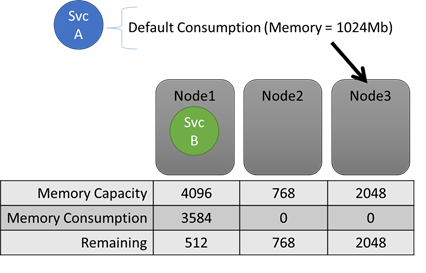 Svc
A
Default Consumption (Memory = 1024Mb)
Node1 Node2 Node3
Svc
B
Memory Capacity 4096 768 2048
Memory Consumption 3584 0 0
Remaining 512 768 2048